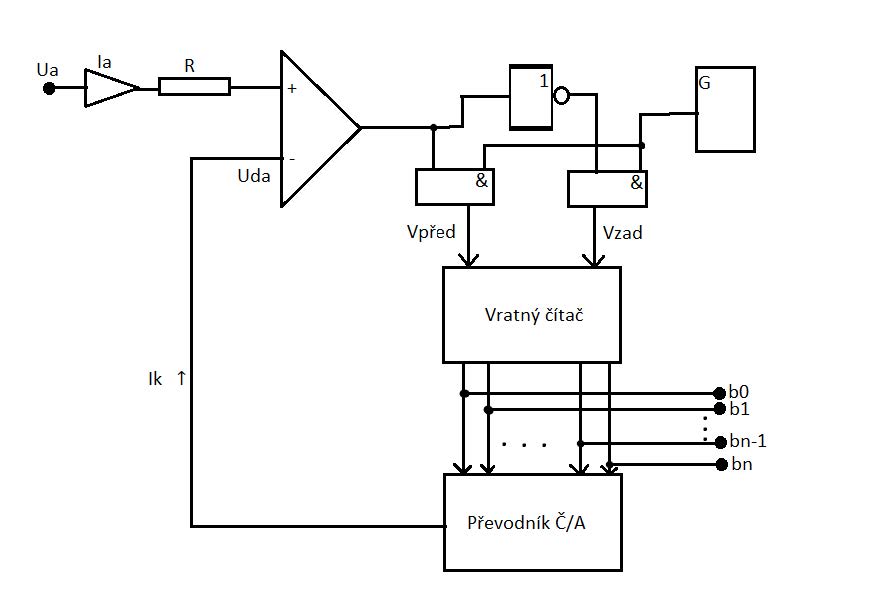 Ua
Ia
R
+
-
Uda
1
G
&
&
Vpřed
Vzad
Vratný čítač
Ik ↑
b0
b1
. . .
bn-1
bn
Převodník Č/A